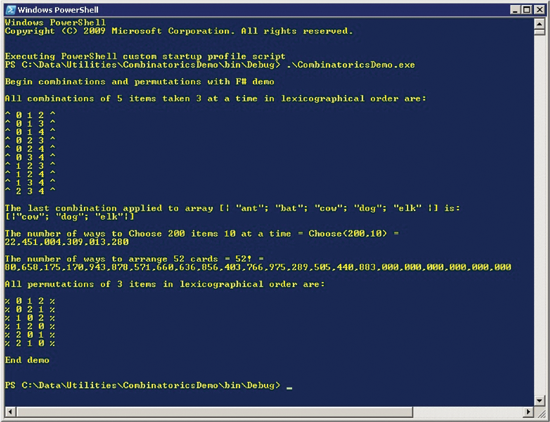 Windows PowerShell
Windows PowerShell
Copyright (C) 2009 Microsoft Corporation. All rights reserved.
Executing PowerShell custom startup profile script
PS C:\Data\Utilities\CombinatoricsDemo\bin\Debug> .\CombinatoricsDemo.exe
Begin combinations and permutations with F# demo
All combinations of 5 items taken 3 at a time in lexicographical order are:
^ 0 1 2 ^
^ 0 1 3 ^
^ 0 1 4 ^
^ 0 2 3 ^
^ 0 2 4 ^
^ 0 3 4 ^
^ 1 2 3 ^
^ 1 2 4 ^
^ 1 3 4 ^
^ 2 3 4 ^
The last combination applied to array [| "ant"; "bat"; "cow"; "dog"; "elk" |] is:
[|"cow"; "dog"; "elk"|]
The number of ways to Choose 200 items 10 at a time = Choose(200,10) =
22,451,004,309,013,280
The number of ways to arrange 52 cards = 52! =
80,658,175,170,943,878,571,660,636,856,403,766,975,289,505,440,883,000,000,000,000,000,000
All permutations of 3 items in lexicographical order are:
% 0 1 2 %
% 0 2 1 %
% 1 0 2 %
% 1 2 0 %
% 2 0 1 %
% 2 1 0 %
End demo
PS C:\Data\Utilities\CombinatoricsDemo\bin\Debug> _